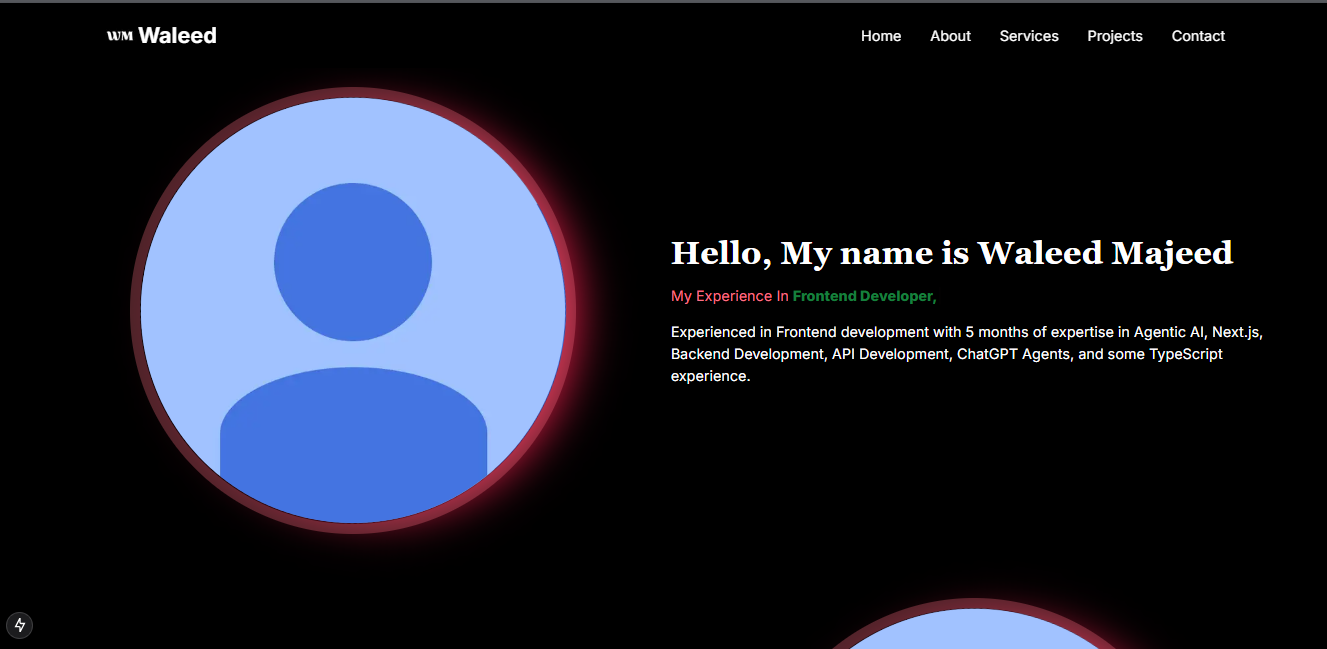 WM Waleed
Home About Services Projects Contact
Hello, My name is Waleed Majeed
My Experience In Frontend Developer,
Experienced in Frontend development with 5 months of expertise in Agentic AI, Next.js,
Backend Development, API Development, ChatGPT Agents, and some TypeScript
experience.